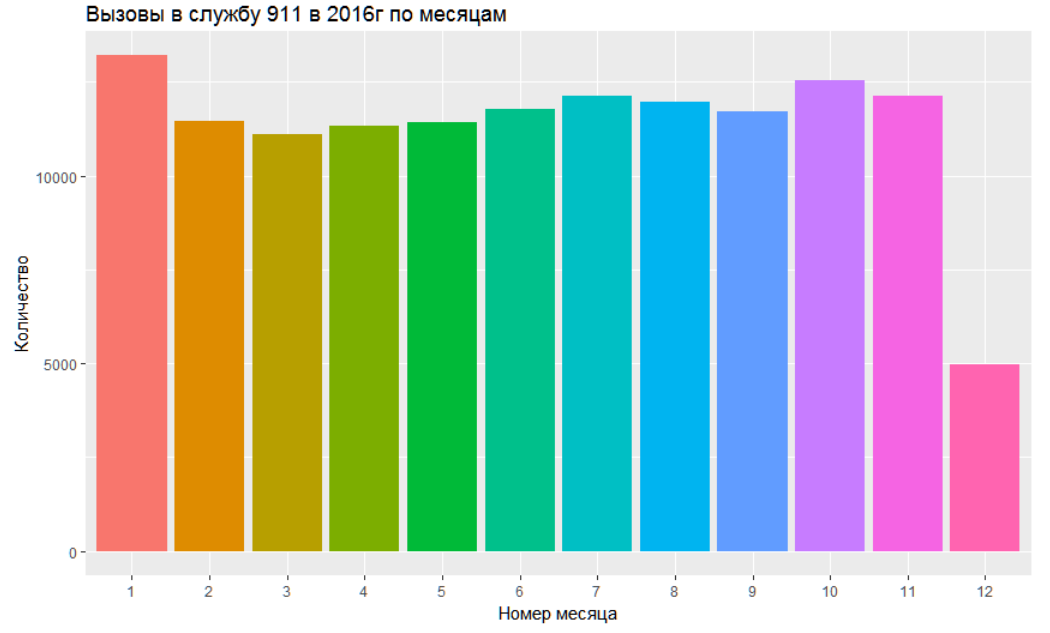 Вызовы в службу 911 в 2016г по месяцам
Количество
10000
5000
0
1 2 3 4 5 6 7 8 9 10 11 12
Номер месяца